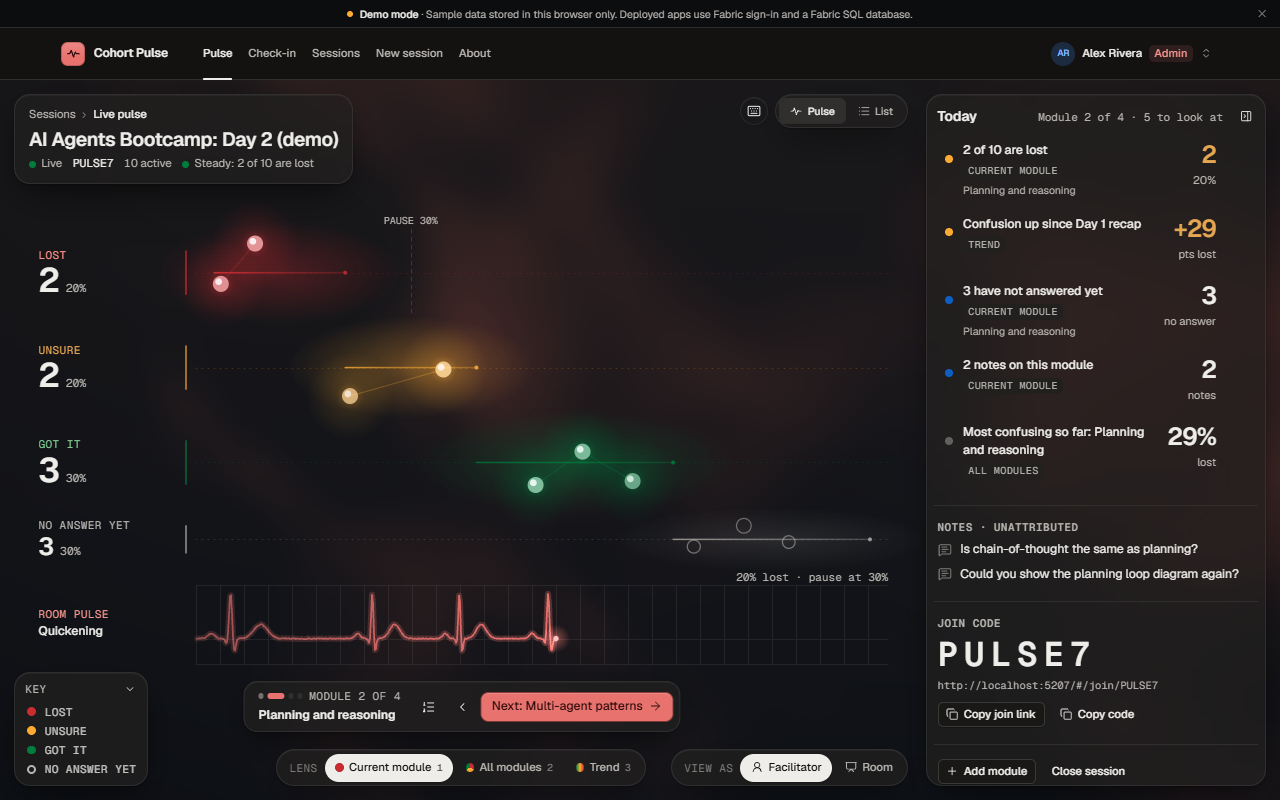 Demo mode · Sample data stored in this browser only. Deployed apps use Fabric sign-in and a Fabric SQL database.
Cohort Pulse
Pulse
Check-in
Sessions
New session
About
AR
Alex Rivera
Admin
Sessions > Live pulse
AI Agents Bootcamp: Day 2 (demo)
Live PULSE7 10 active Steady: 2 of 10 are lost
Pulse
List
PAUSE 30%
LOST
2 20%
UNSURE
2 20%
GOT IT
3 30%
NO ANSWER YET
3 30%
20% lost · pause at 30%
ROOM PULSE
Quickening
KEY
LOST
UNSURE
GOT IT
NO ANSWER YET
MODULE 2 OF 4
Planning and reasoning
Next: Multi-agent patterns
LENS
Current module 1
All modules 2
Trend 3
VIEW AS
Facilitator
Room
Today
Module 2 of 4 · 5 to look at
2 of 10 are lost
CURRENT MODULE
Planning and reasoning
2
20%
Confusion up since Day 1 recap
TREND
+29
pts lost
3 have not answered yet
CURRENT MODULE
Planning and reasoning
3
no answer
2 notes on this module
CURRENT MODULE
2
notes
Most confusing so far: Planning
and reasoning
ALL MODULES
29%
lost
NOTES · UNATTRIBUTED
Is chain-of-thought the same as planning?
Could you show the planning loop diagram again?
JOIN CODE
PULSE7
http://localhost:5207/#/join/PULSE7
Copy join link
Copy code
Add module
Close session